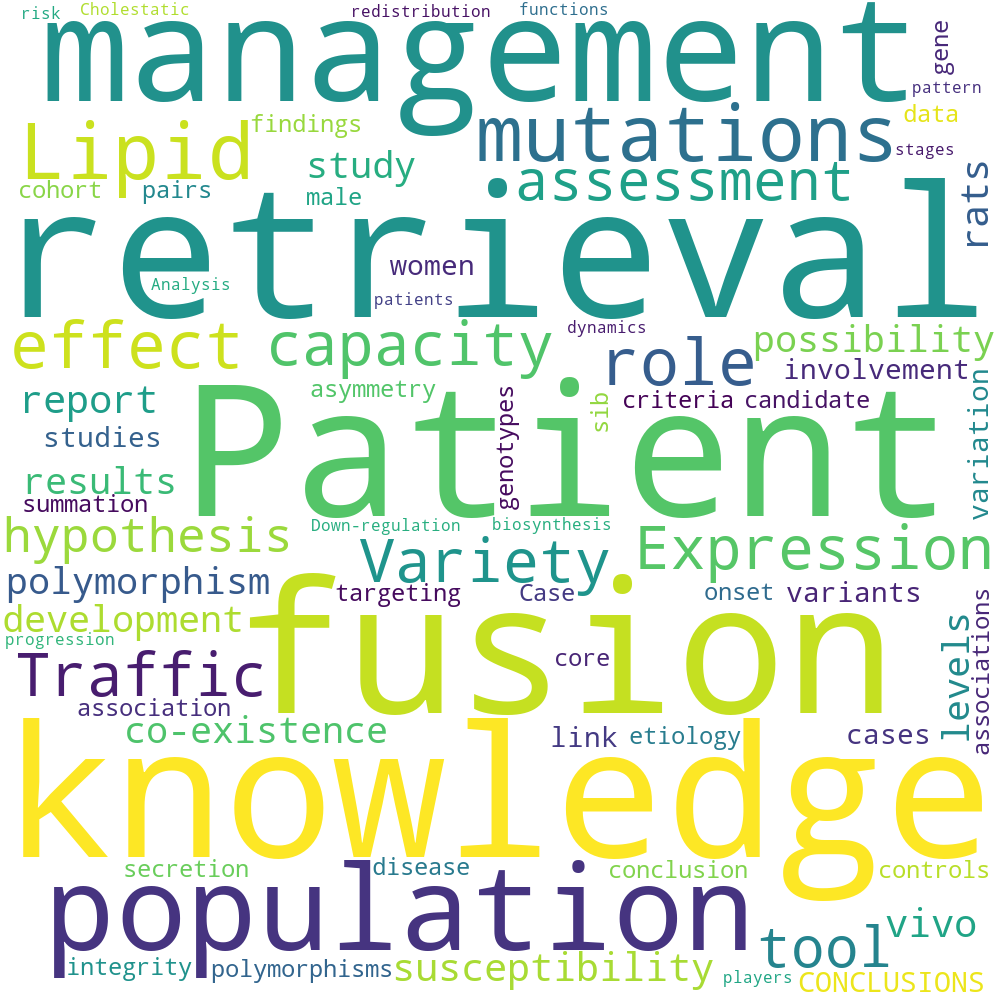 risk
Cholestatic
redistribution
functions
management
gene
pattern
Lipid
findings
mutations
data
stages
study
assessment
cohort
pairs
male
rats
retrieval
women
Analysis
patients
dynamics
effect
capacity
role
possibility
involvement
report
asymmetry
sib
criteria
candidate
variation
studies
Patient
genotypes
results
summation
hypothesis
Down-regulation
biosynthesis
Expression
Variety
polymorphism
targeting
Case
onset
variants
development
progression
fusion
levels
associations
Traffic
core
association
co-existence
link
etiology
cases
knowledge
secretion
disease
conclusion
controls
population
tool
vivo
integrity
polymorphisms
susceptibility
players
CONCLUSIONS